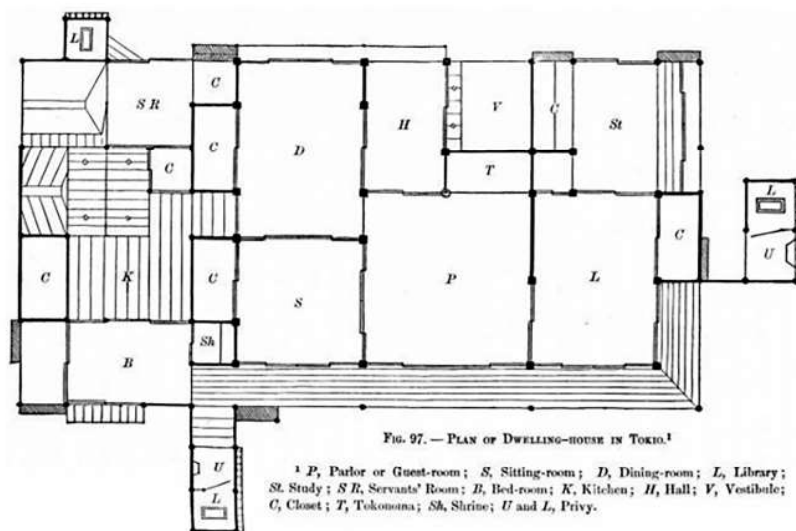 L
S R
C
D
H
V
C
St
C
C
T
L
U
C
C
K
C
S
P
L
Sh
B
U
L
FIG. 97. — PLAN OF DWELLING-HOUSE IN TOKIO.¹
¹ P, Parlor or Guest-room; S, Sitting-room; D, Dining-room; L, Library;
St. Study; S R, Servants' Room; B, Bed-room; K, Kitchen; H, Hall; V, Vestibule;
C, Closet; T, Tokonoma; Sh, Shrine; U and L, Privy.